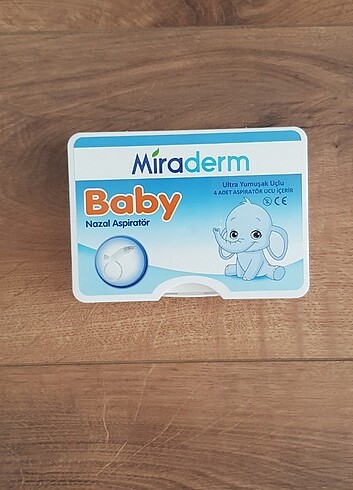 Miraderm
Ultra Yumuşak Uçlu
4 ADET ASPİRATÖR UCU İÇERİR
Baby
CE
Nazal Aspiratör